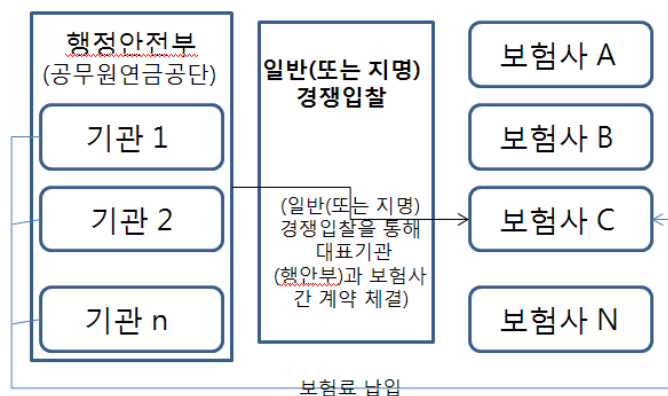 행정안전부
(공무원연금공단)
기관 1
기관 2
기관 n
일반(또는 지명)
경쟁입찰
(일반(또는 지명)
경쟁입찰을 통해
대표기관
(행안부)과 보험사
간 계약 체결)
보험사 A
보험사 B
보험사 C
보험사 N
보험료 납입